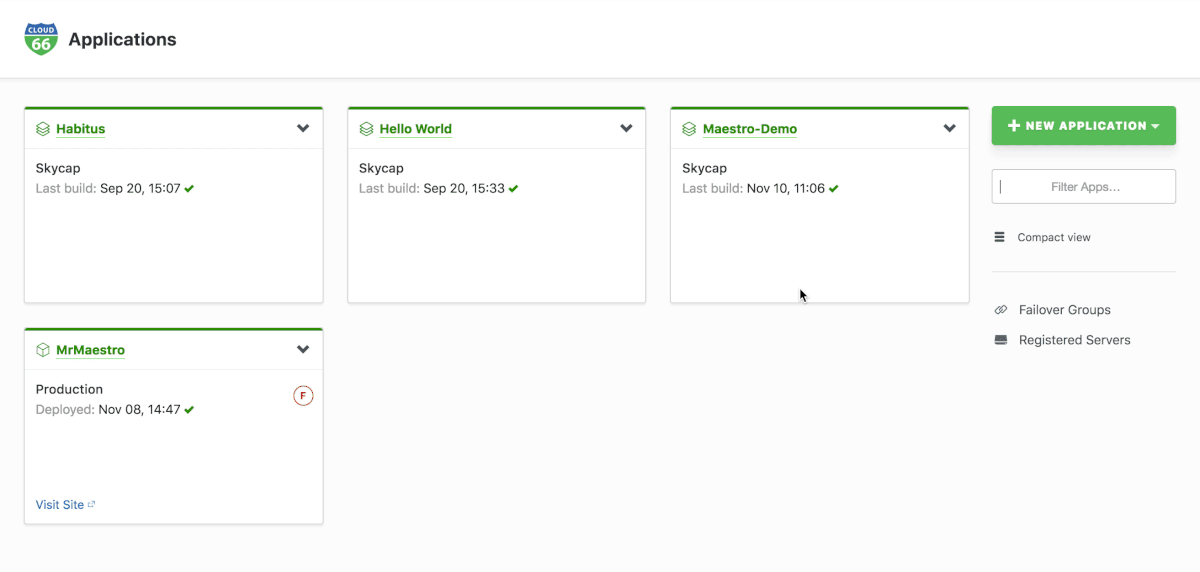 CLOUD
66
Applications
Habitus
Skycap
Last build: Sep 20, 15:07
Hello World
Skycap
Last build: Sep 20, 15:33
Maestro-Demo
Skycap
Last build: Nov 10, 11:06
MrMaestro
Production
F
Deployed: Nov 08, 14:47
Visit Site
NEW APPLICATION
Filter Apps...
Compact view
Failover Groups
Registered Servers